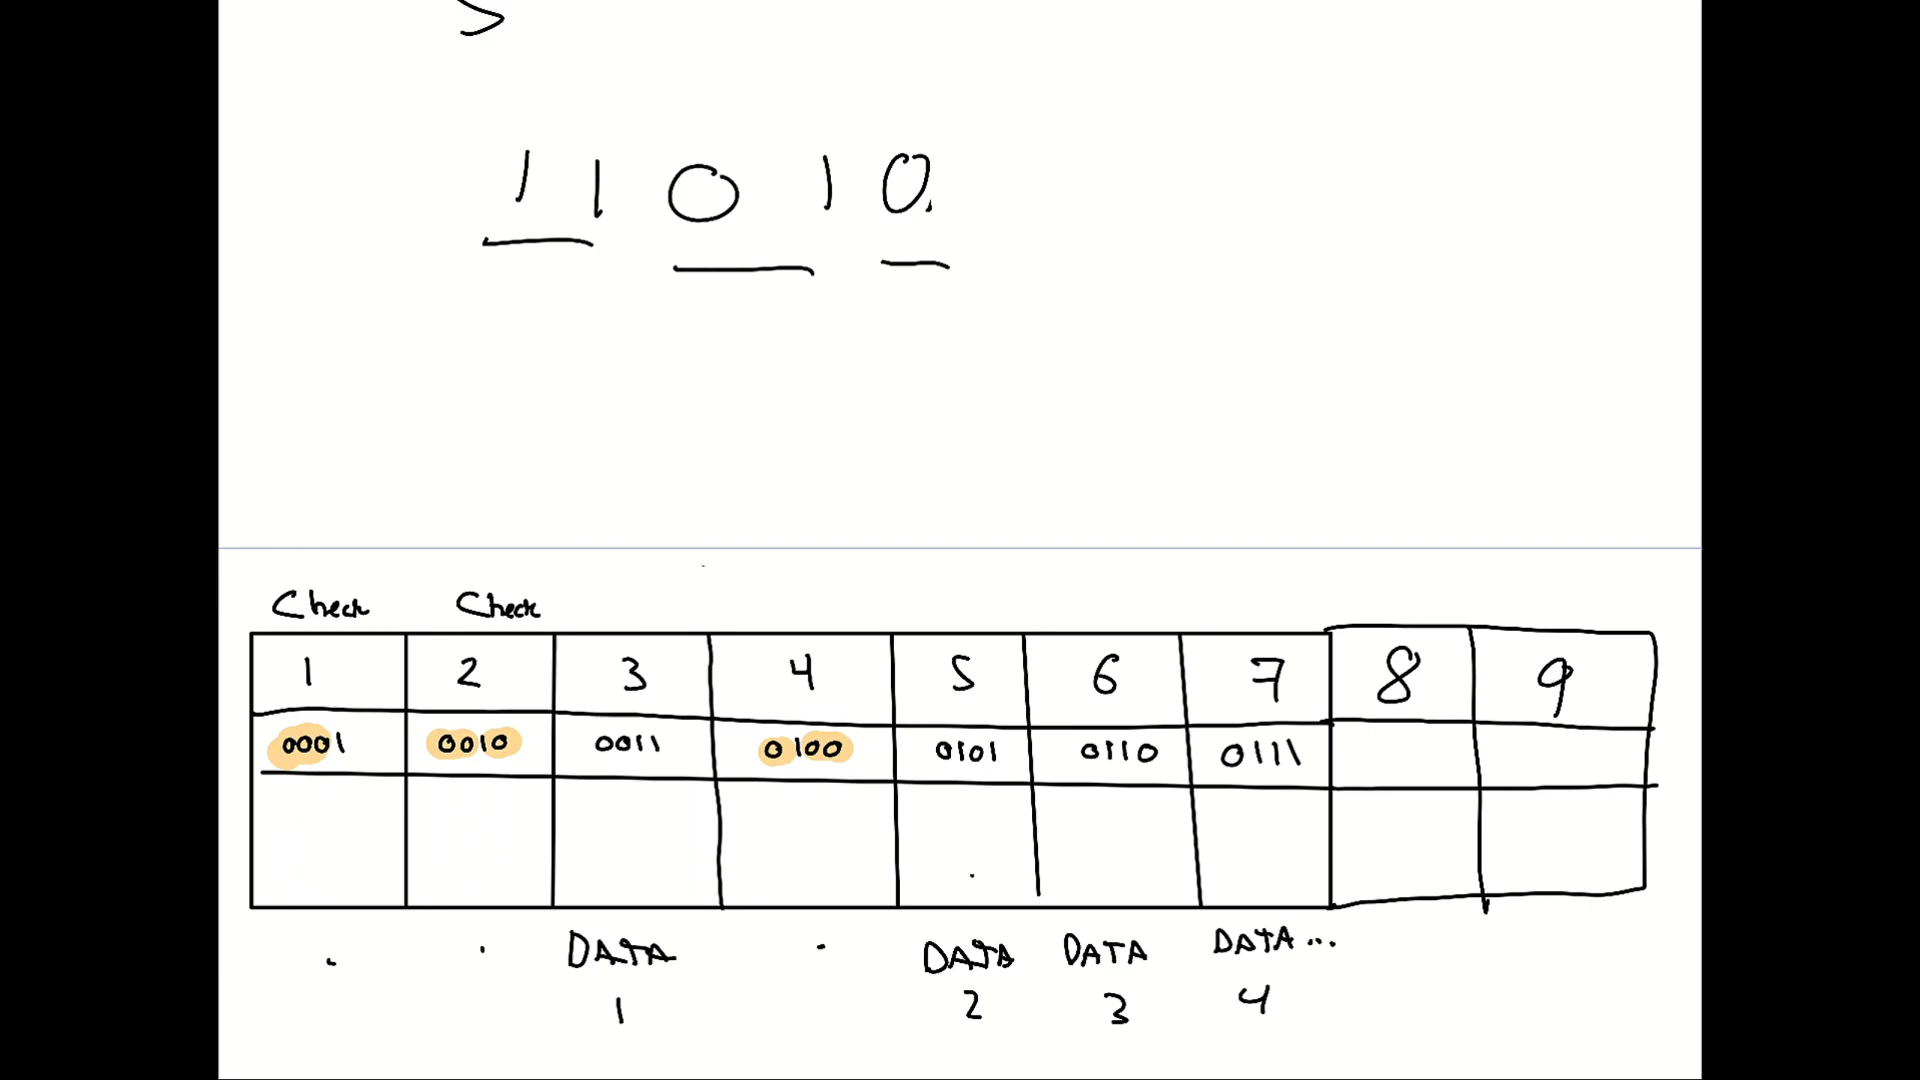 1 1 0 1 0
Check Check
1 2 3 4 5 6 7 8 9
0001 0010 0011 0100 0101 0110 0111
DATA DATA DATA DATA...
1 2 3 4